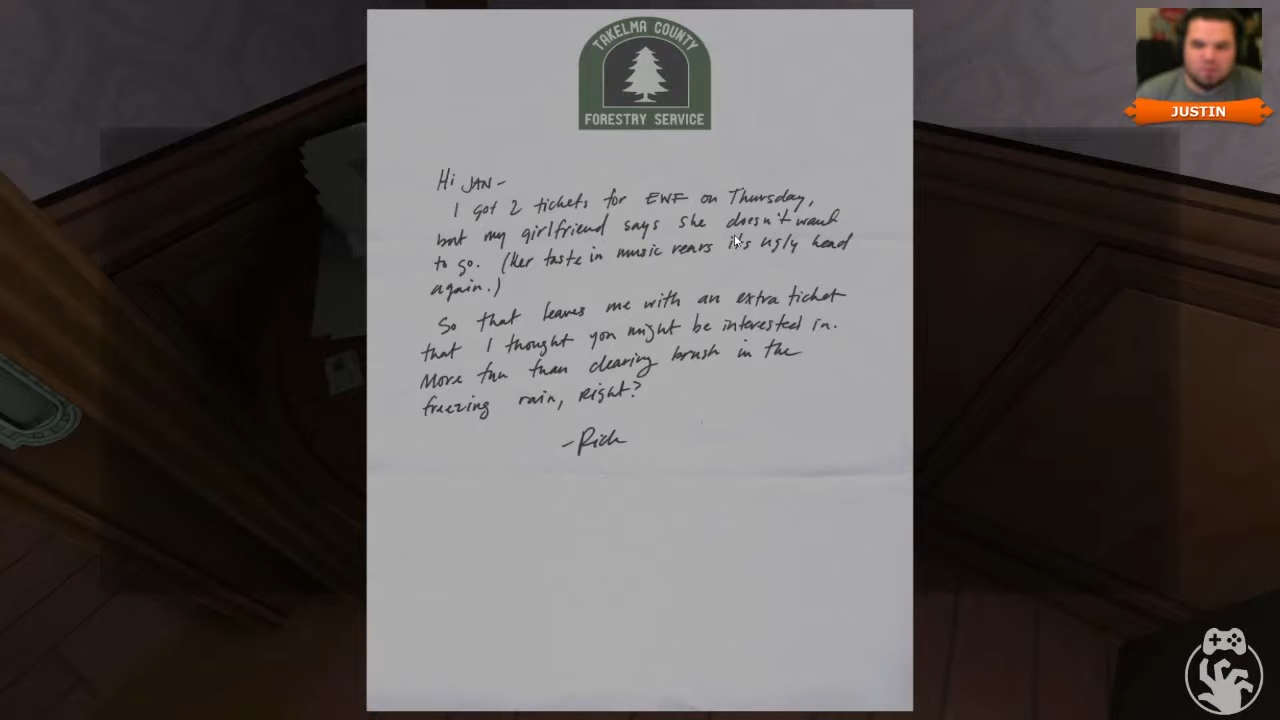 TAKELMA COUNTY
FORESTRY SERVICE
JUSTIN
Hi JAN-
I got 2 tickets for EWF on Thursday,
but my girlfriend says she doesn't want
to go. (Her taste in music rears its ugly head
again.)
So that leaves me with an extra ticket
that I thought you might be interested in.
More fun than clearing brush in the
freezing rain, right?
-Rick